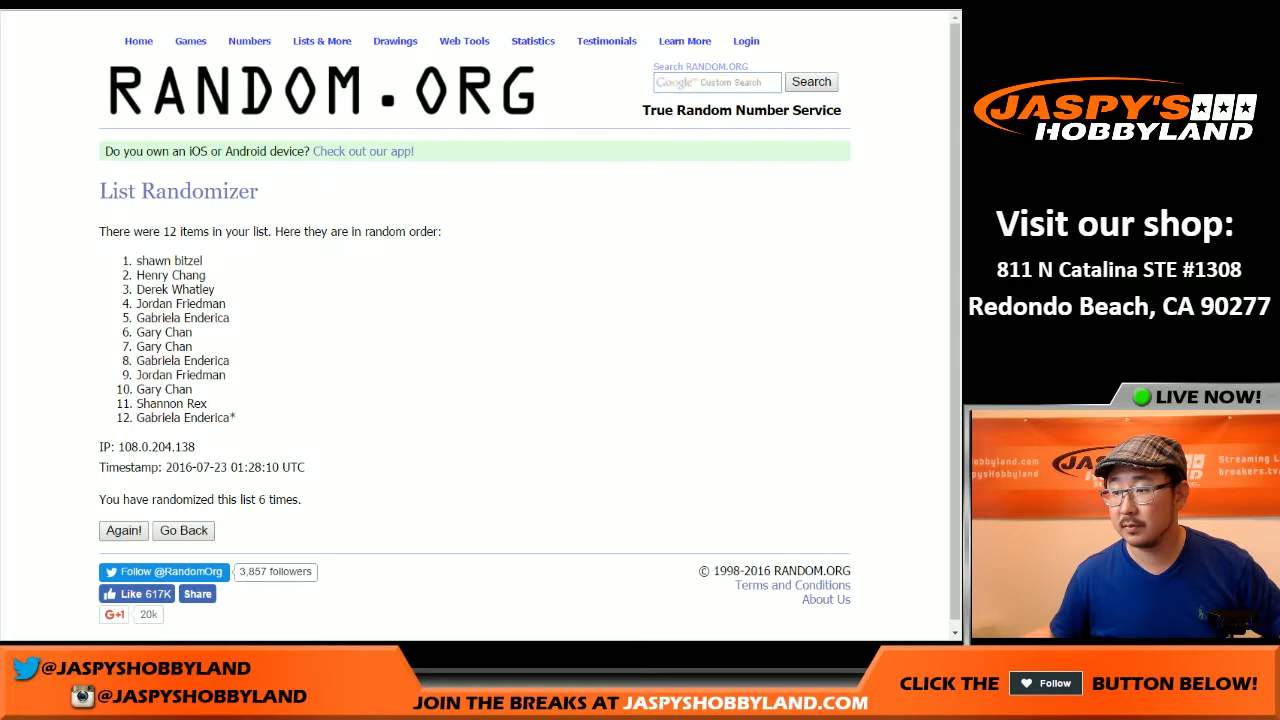 Home Games Numbers Lists & More Drawings Web Tools Statistics Testimonials Learn More Login
RANDOM.ORG
Search RANDOM.ORG
Google™ Custom Search Search
True Random Number Service
Do you own an iOS or Android device? Check out our app!
List Randomizer
There were 12 items in your list. Here they are in random order:
1. shawn bitzel
2. Henry Chang
3. Derek Whatley
4. Jordan Friedman
5. Gabriela Enderica
6. Gary Chan
7. Gary Chan
8. Gabriela Enderica
9. Jordan Friedman
10. Gary Chan
11. Shannon Rex
12. Gabriela Enderica*
IP: 108.0.204.138
Timestamp: 2016-07-23 01:28:10 UTC
You have randomized this list 6 times.
Again! Go Back
Follow @RandomOrg 3,857 followers
Like 617K Share
G+1 20k
© 1998-2016 RANDOM.ORG
Terms and Conditions
About Us
JASPY'S
HOBBYLAND
Visit our shop:
811 N Catalina STE #1308
Redondo Beach, CA 90277
LIVE NOW!
@JASPYSHOBBYLAND
@JASPYSHOBBYLAND
JOIN THE BREAKS AT JASPYSHOBBYLAND.COM
CLICK THE Follow BUTTON BELOW!